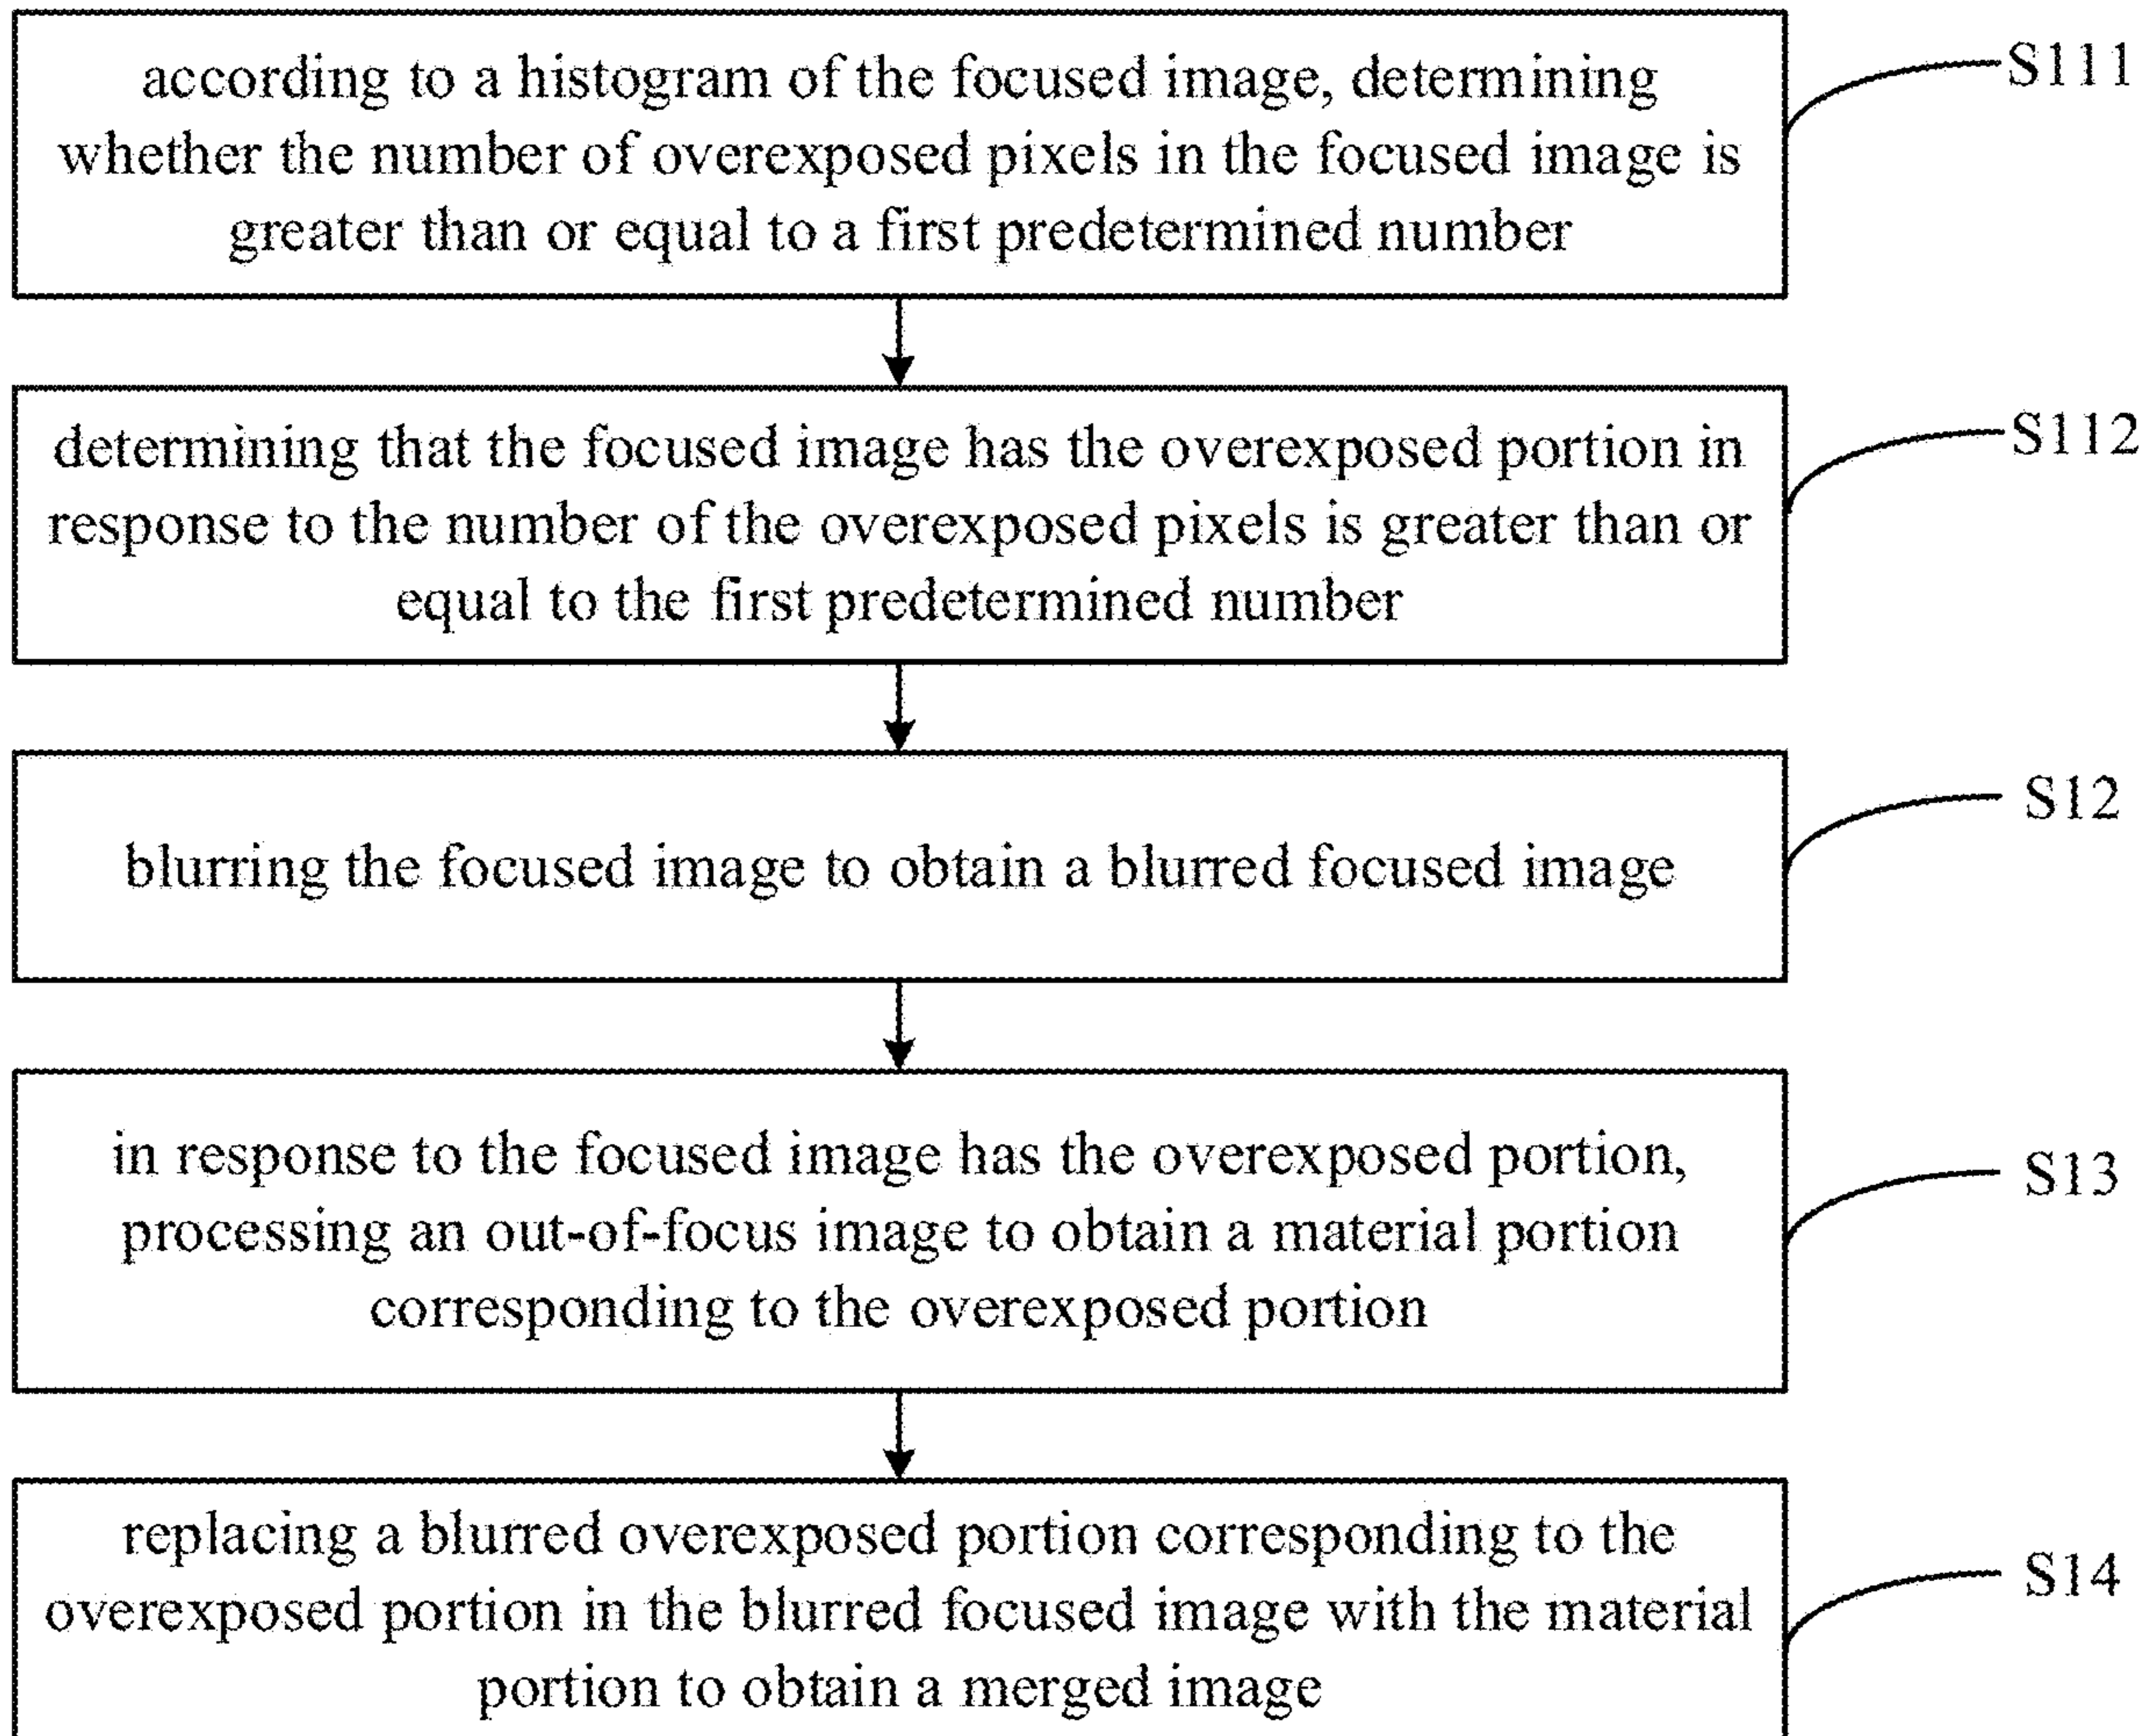 according to a histogram of the focused image, determining
whether the number of overexposed pixels in the focused image is
greater than or equal to a first predetermined number
S111
determining that the focused image has the overexposed portion in
response to the number of the overexposed pixels is greater than or
equal to the first predetermined number
S112
blurring the focused image to obtain a blurred focused image
S12
in response to the focused image has the overexposed portion,
processing an out-of-focus image to obtain a material portion
corresponding to the overexposed portion
S13
replacing a blurred overexposed portion corresponding to the
overexposed portion in the blurred focused image with the material
portion to obtain a merged image
S14